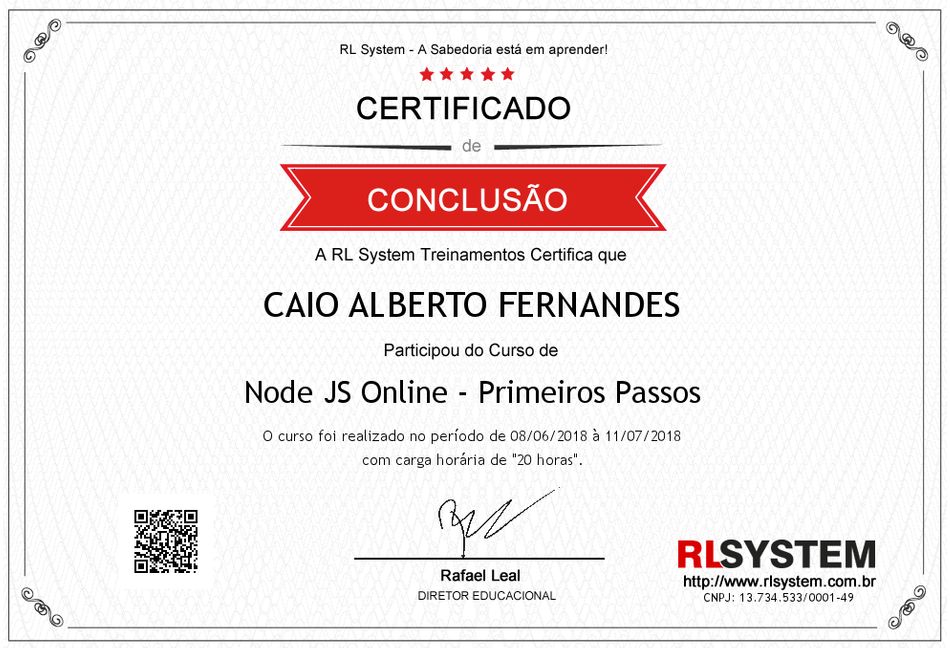 RL System - A Sabedoria está em aprender!
CERTIFICADO
de
CONCLUSÃO
A RL System Treinamentos Certifica que
CAIO ALBERTO FERNANDES
Participou do Curso de
Node JS Online - Primeiros Passos
O curso foi realizado no período de 08/06/2018 à 11/07/2018
com carga horária de "20 horas".
Rafael Leal
DIRETOR EDUCACIONAL
RLSYSTEM
http://www.rlsystem.com.br
CNPJ: 13.734.533/0001-49